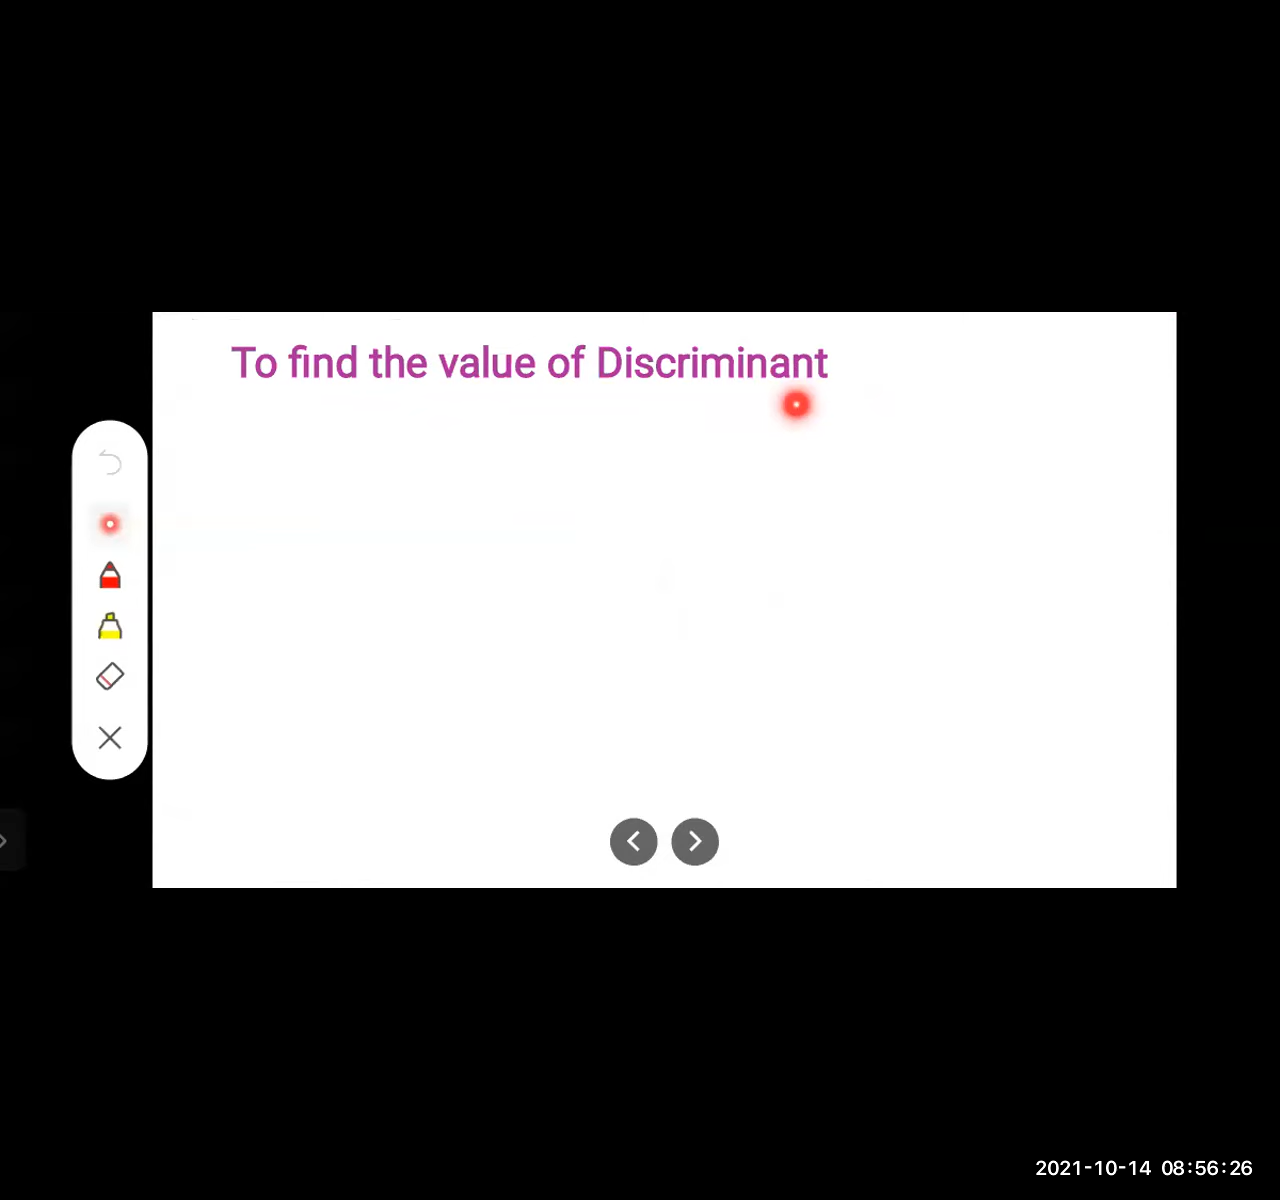 To find the value of Discriminant
2021-10-14 08:56:26